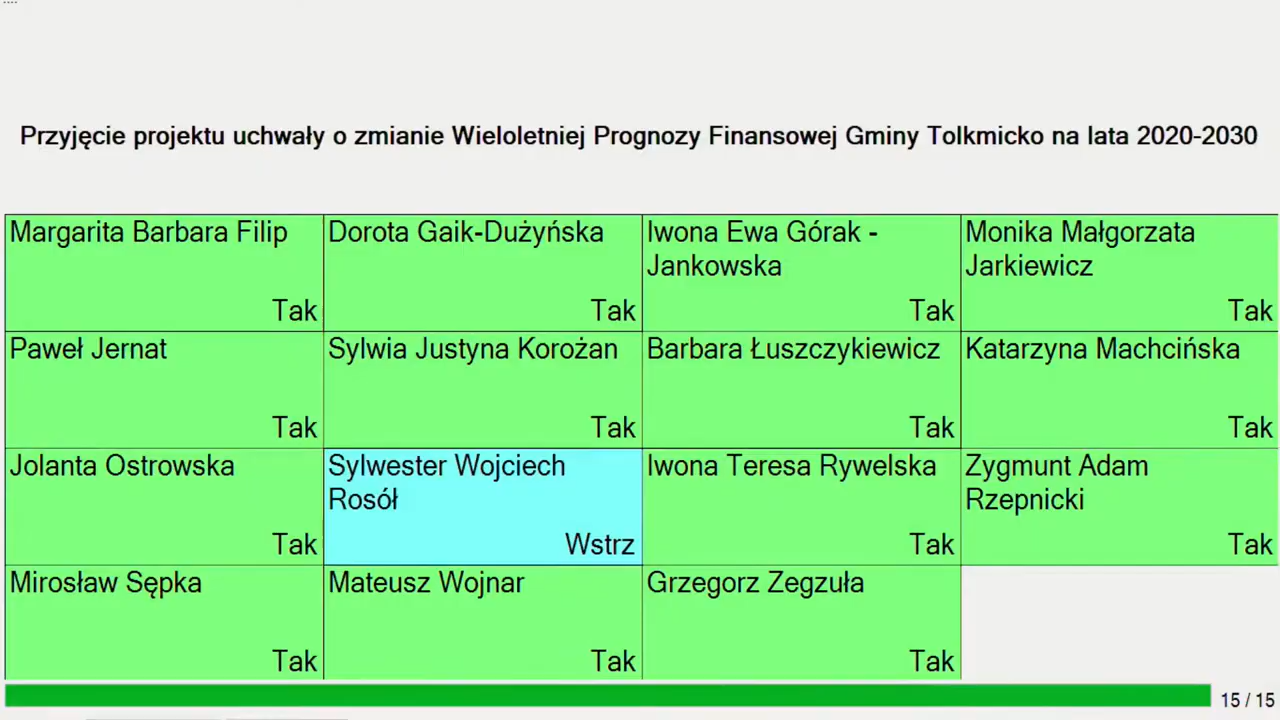 Przyjęcie projektu uchwały o zmianie Wieloletniej Prognozy Finansowej Gminy Tolkmicko na lata 2020-2030
Margarita Barbara Filip
Tak
Dorota Gaik-Dużyńska
Tak
Iwona Ewa Górak -
Jankowska
Tak
Monika Małgorzata
Jarkiewicz
Tak
Paweł Jernat
Tak
Sylwia Justyna Korożan
Tak
Barbara Łuszczykiewicz
Tak
Katarzyna Machcińska
Tak
Jolanta Ostrowska
Tak
Sylwester Wojciech
Rosół
Wstrz
Iwona Teresa Rywelska
Tak
Zygmunt Adam
Rzepnicki
Tak
Mirosław Sępka
Tak
Mateusz Wojnar
Tak
Grzegorz Zegzuła
Tak
15 / 15